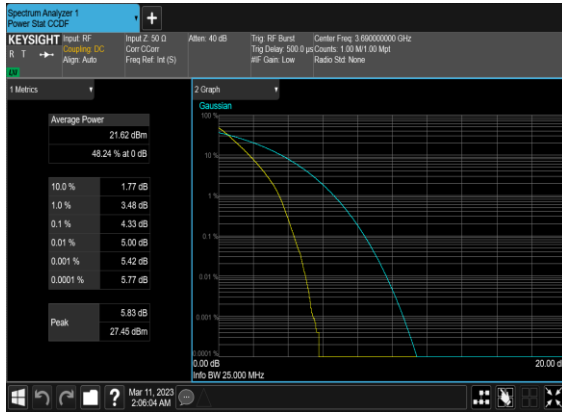 Spectrum Analyzer 1
Power Stat CCDF
+
KEYSIGHT
R T
LXI
Input: RF
Coupling: DC
Align: Auto
Input Z: 50 Ω
Corr CCorr
Freq Ref: Int (S)
Atten: 40 dB
Trig: RF Burst
Trig Delay: 500.0 µs
#IF Gain: Low
Center Freq: 3.690000000 GHz
Counts: 1.00 M/1.00 Mpt
Radio Std: None
1 Metrics
Average Power
21.62 dBm
48.24 % at 0 dB
10.0 % 1.77 dB
1.0 % 3.48 dB
0.1 % 4.33 dB
0.01 % 5.00 dB
0.001 % 5.42 dB
0.0001 % 5.77 dB
Peak
5.83 dB
27.45 dBm
2 Graph
Gaussian
100 %
10 %
1 %
0.1 %
0.01 %
0.001 %
0.0001 %
0.00 dB
20.00 d
Info BW 25.000 MHz
?
Mar 11, 2023
2:06:04 AM